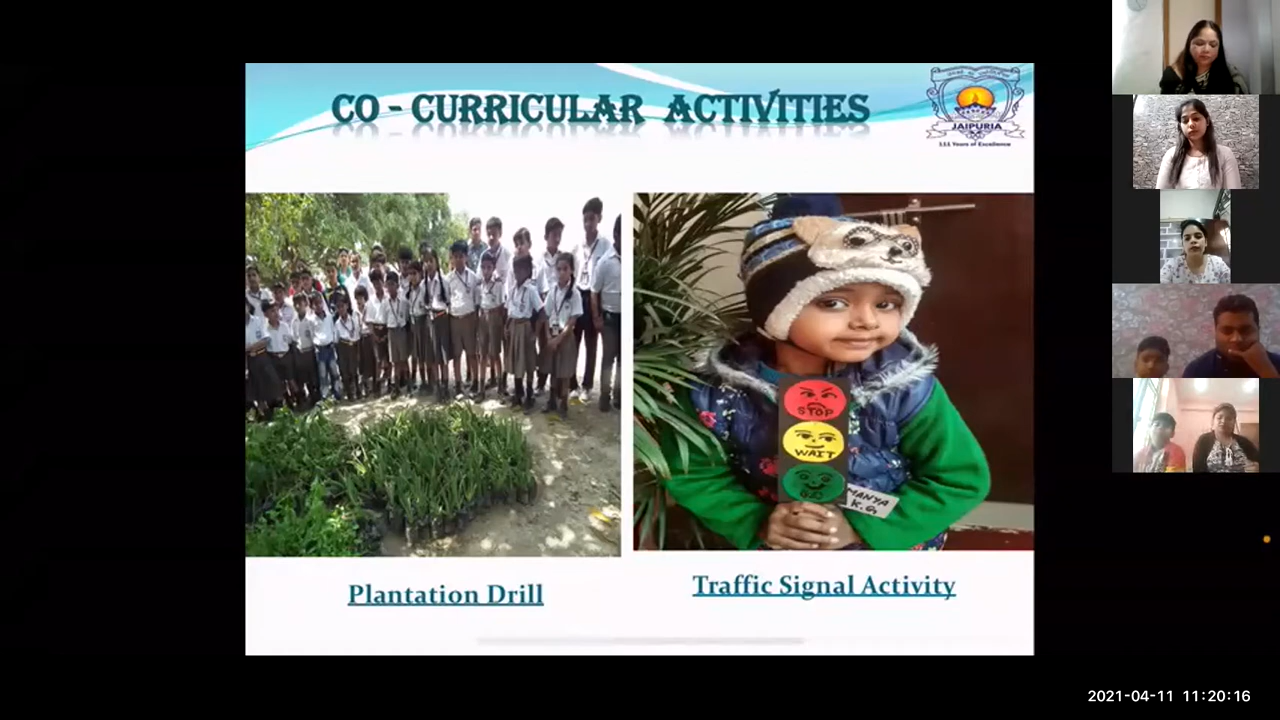 CO - CURRICULAR ACTIVITIES
JAIPURIA
111 Years of Excellence
STOP
WAIT
MANYA
K.G
Plantation Drill
Traffic Signal Activity
2021-04-11 11:20:16